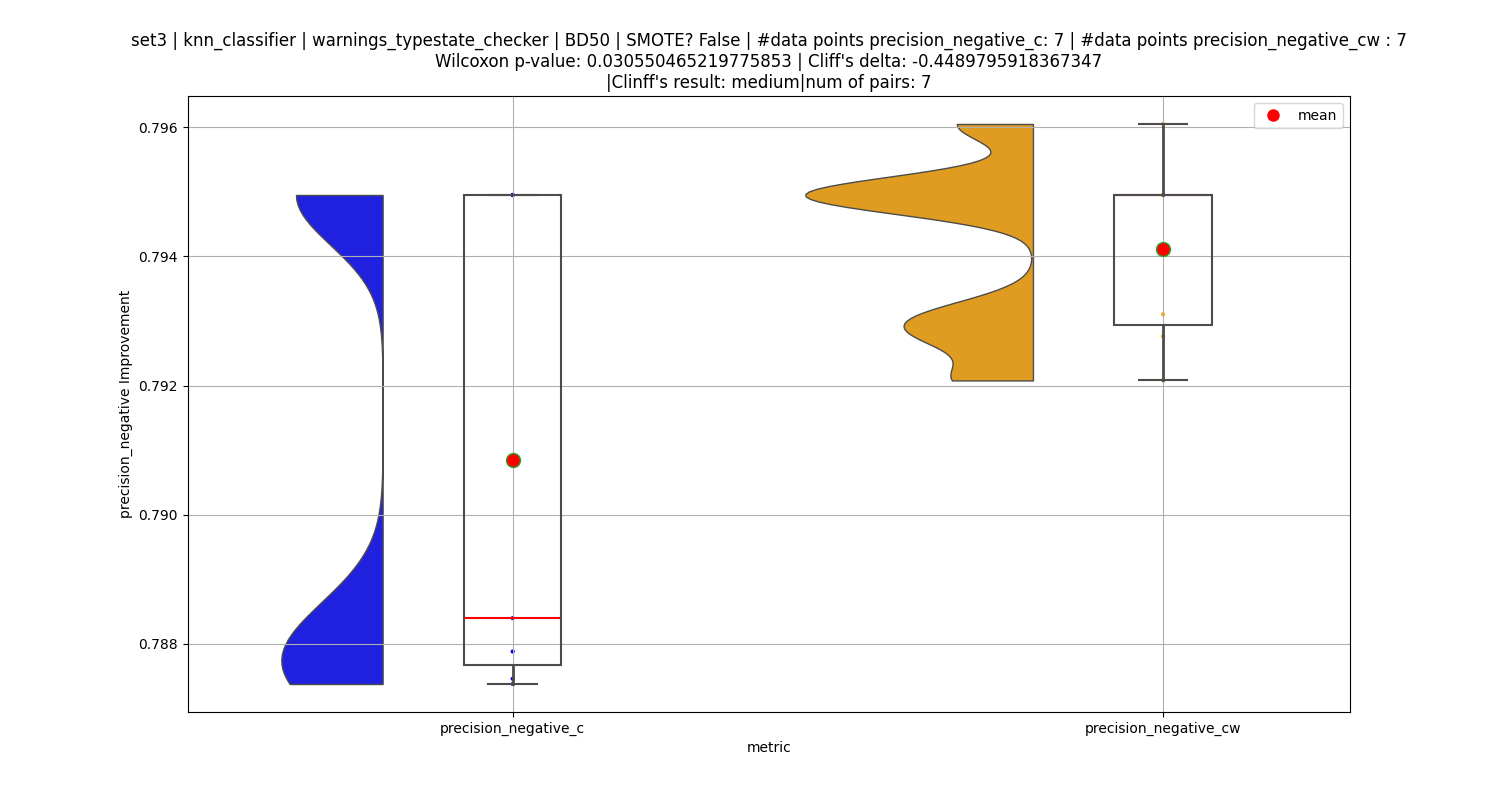 set3 | knn_classifier | warnings_typestate_checker | BD50 | SMOTE? False | #data points precision_negative_c: 7 | #data points precision_negative_cw : 7
Wilcoxon p-value: 0.030550465219775853 | Cliff's delta: -0.4489795918367347
|Clinff's result: medium|num of pairs: 7
mean
0.796
0.794
0.792
0.790
0.788
precision_negative Improvement
precision_negative_c
precision_negative_cw
metric